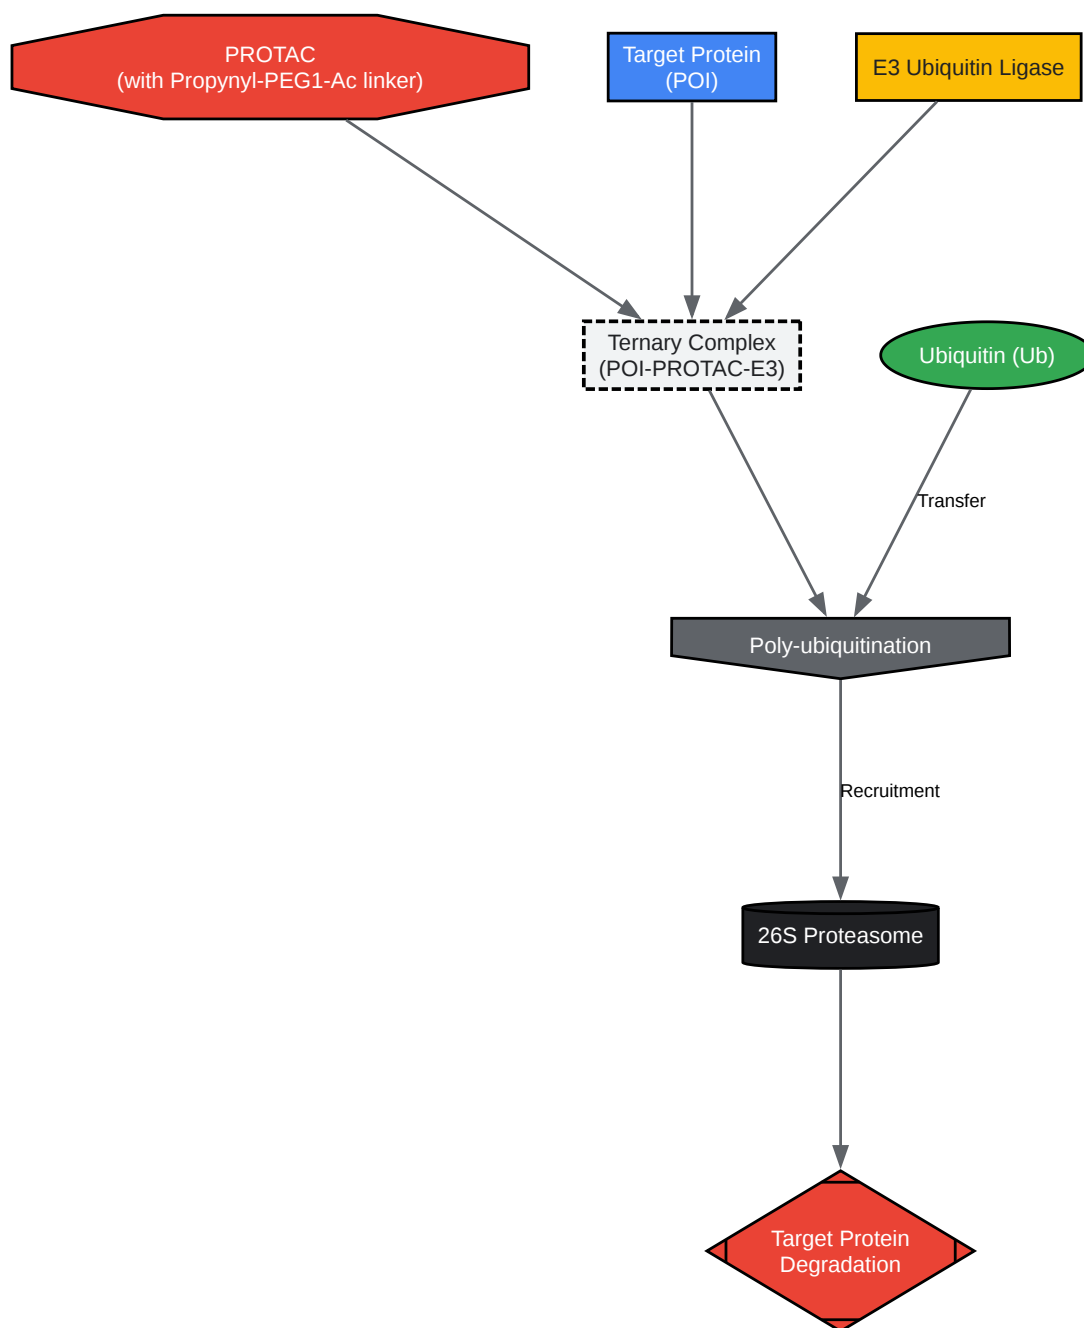 PROTAC
(with Propynyl-PEG1-Ac linker)
Target Protein
(POI)
E3 Ubiquitin Ligase
Ternary Complex
(POI-PROTAC-E3)
Ubiquitin (Ub)
Transfer
Poly-ubiquitination
Recruitment
26S Proteasome
Target Protein
Degradation